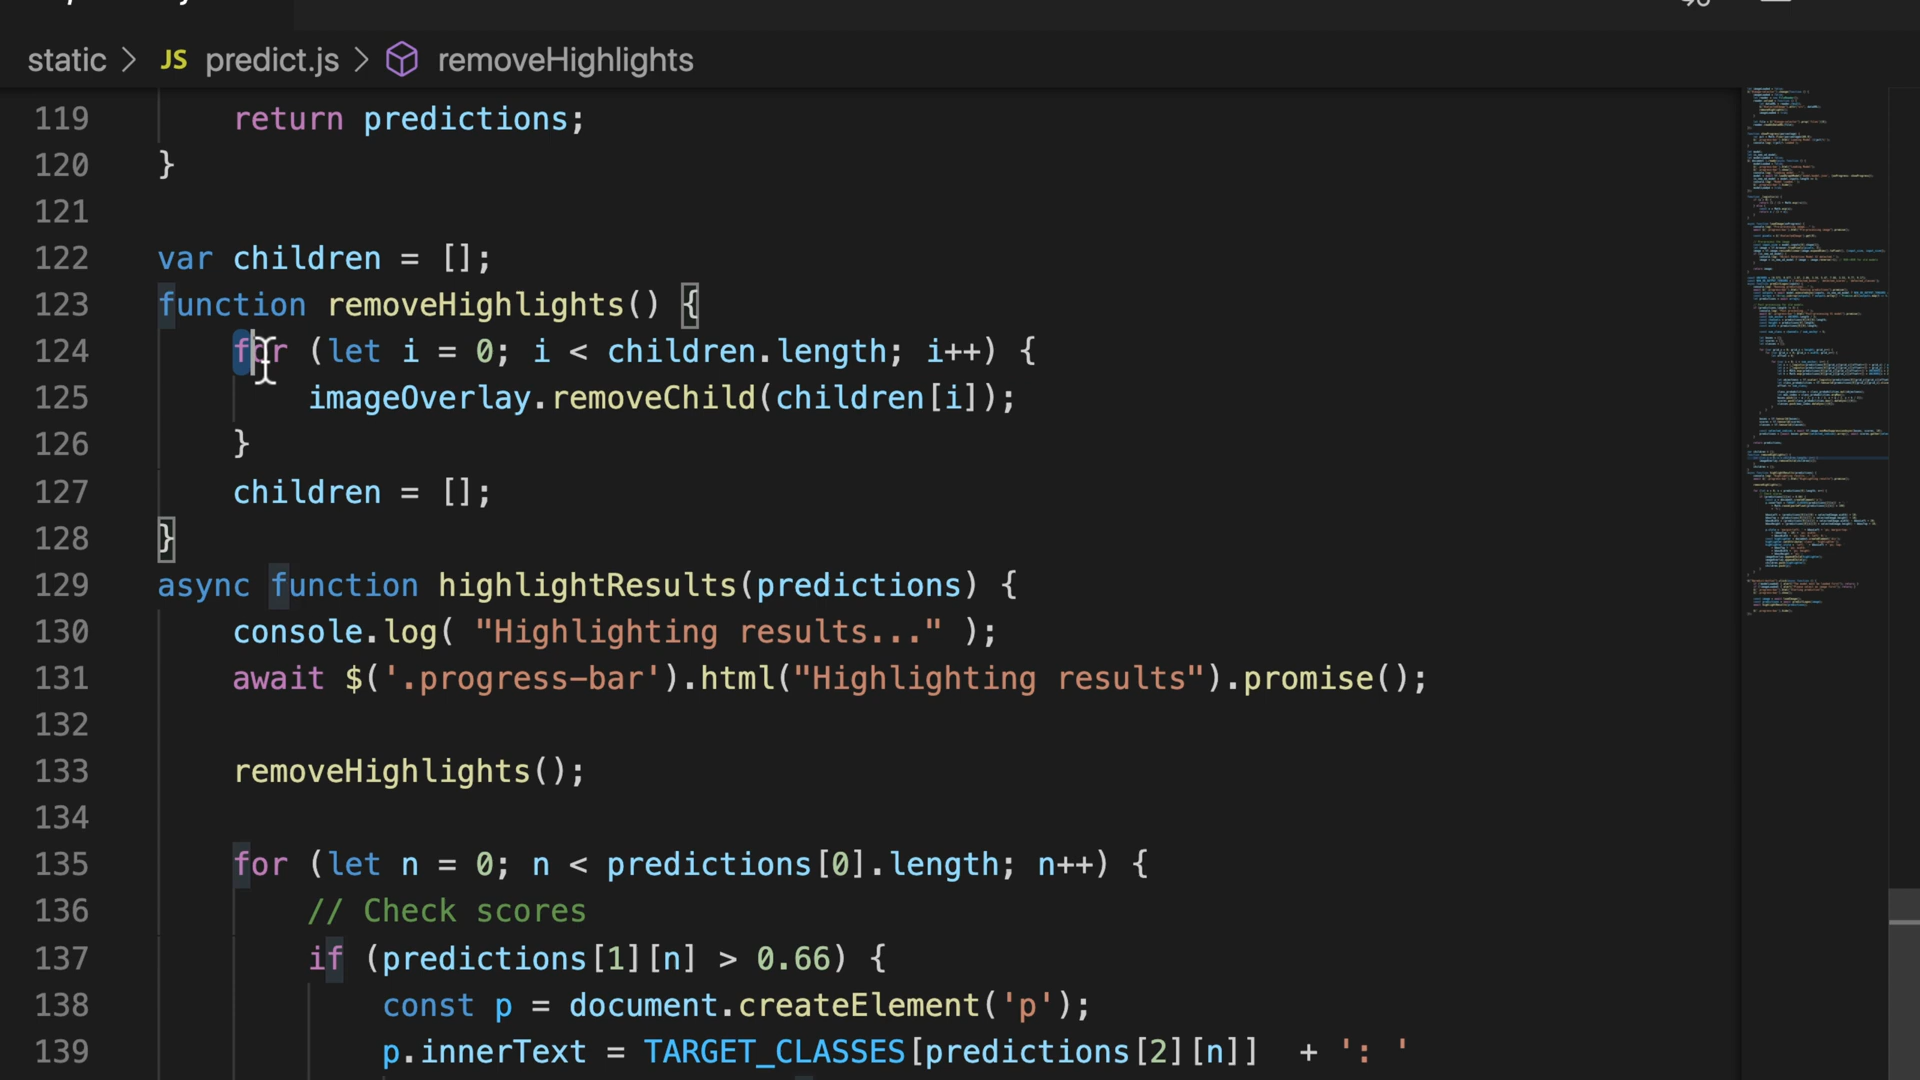 static > JS predict.js > removeHighlights
119 return predictions;
120 }
121
122 var children = [];
123 function removeHighlights() {
124 for (let i = 0; i < children.length; i++) {
125 imageOverlay.removeChild(children[i]);
126 }
127 children = [];
128 }
129 async function highlightResults(predictions) {
130 console.log( "Highlighting results..." );
131 await $('.progress-bar').html("Highlighting results").promise();
132
133 removeHighlights();
134
135 for (let n = 0; n < predictions[0].length; n++) {
136 // Check scores
137 if (predictions[1][n] > 0.66) {
138 const p = document.createElement('p');
139 p.innerText = TARGET_CLASSES[predictions[2][n]]  + ': '